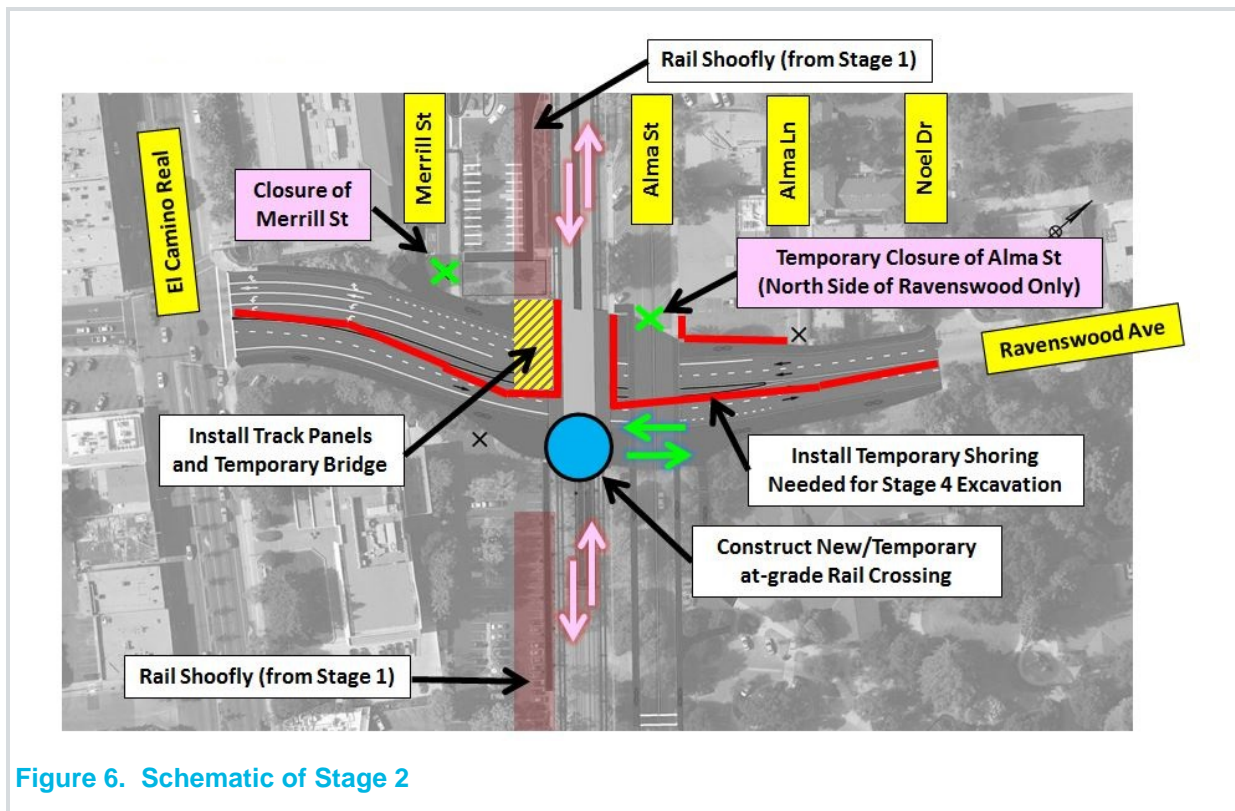 Rail Shoofly (from Stage 1)
El Camino Real
Merrill St
Alma St
Alma Ln
Noel Dr
Closure of
Merrill St
Temporary Closure of Alma St
(North Side of Ravenswood Only)
Ravenswood Ave
Install Track Panels
and Temporary Bridge
Install Temporary Shoring
Needed for Stage 4 Excavation
Construct New/Temporary
at-grade Rail Crossing
Rail Shoofly (from Stage 1)
Figure 6. Schematic of Stage 2